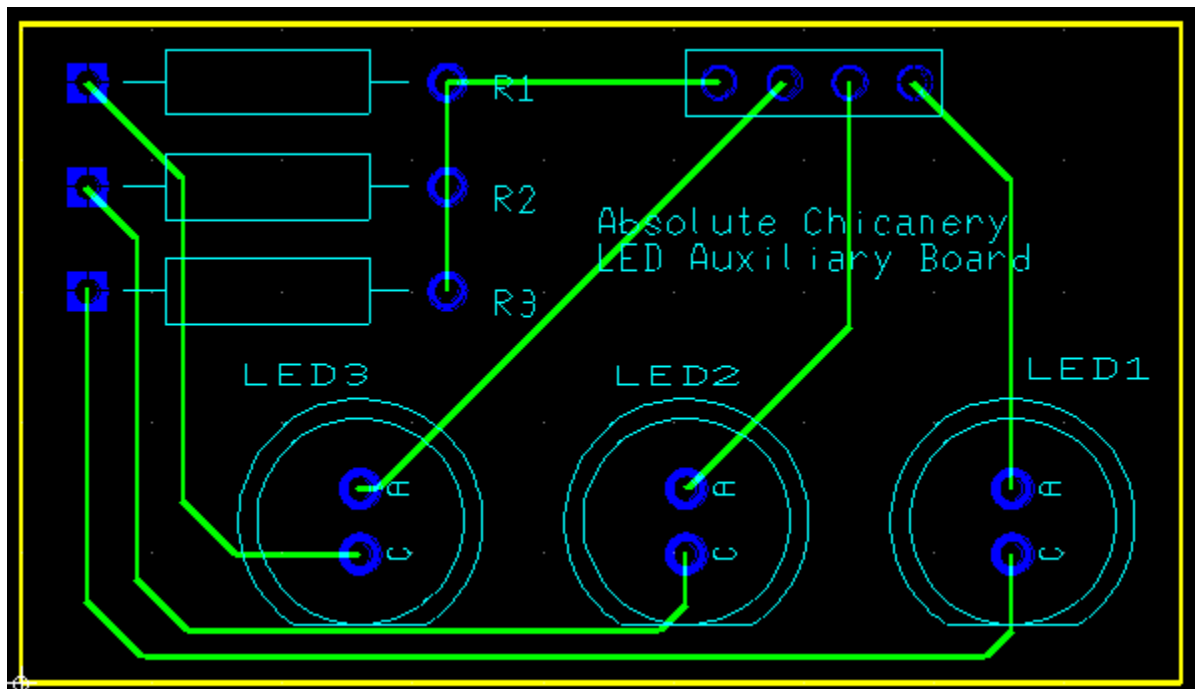 R1
R2
Absolute Chicanery
LED Auxiliary Board
R3
LED3
LED2
LED1
A
A
A
C
C
C